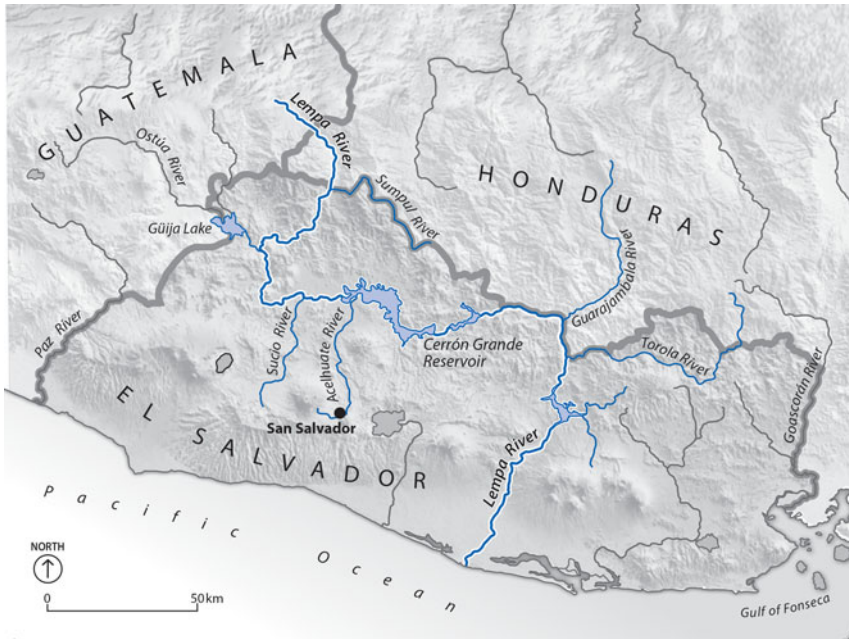 GUATEMALA
Lempa River
Ostúa River
HONDURAS
Sumpul River
Güija Lake
Guarajambala River
Paz River
Sucio River
Acelhuate River
Cerrón Grande
Reservoir
Torola River
Goascorán River
San Salvador
EL SALVADOR
Lempa River
Pacific Ocean
NORTH
0 50km
Gulf of Fonseca